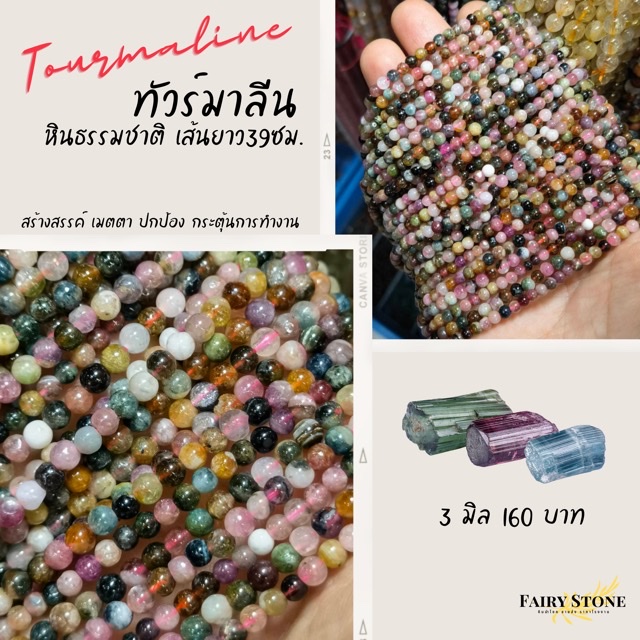 Tourmaline
ทัวร์มาลีน
หินธรรมชาติ เส้นยาว39ซม.
สร้างสรรค์ เมตตา ปกป้อง กระตุ้นการทำงาน
23
CANVA STOR
3 มิล 160 บาท
FAIRY STONE